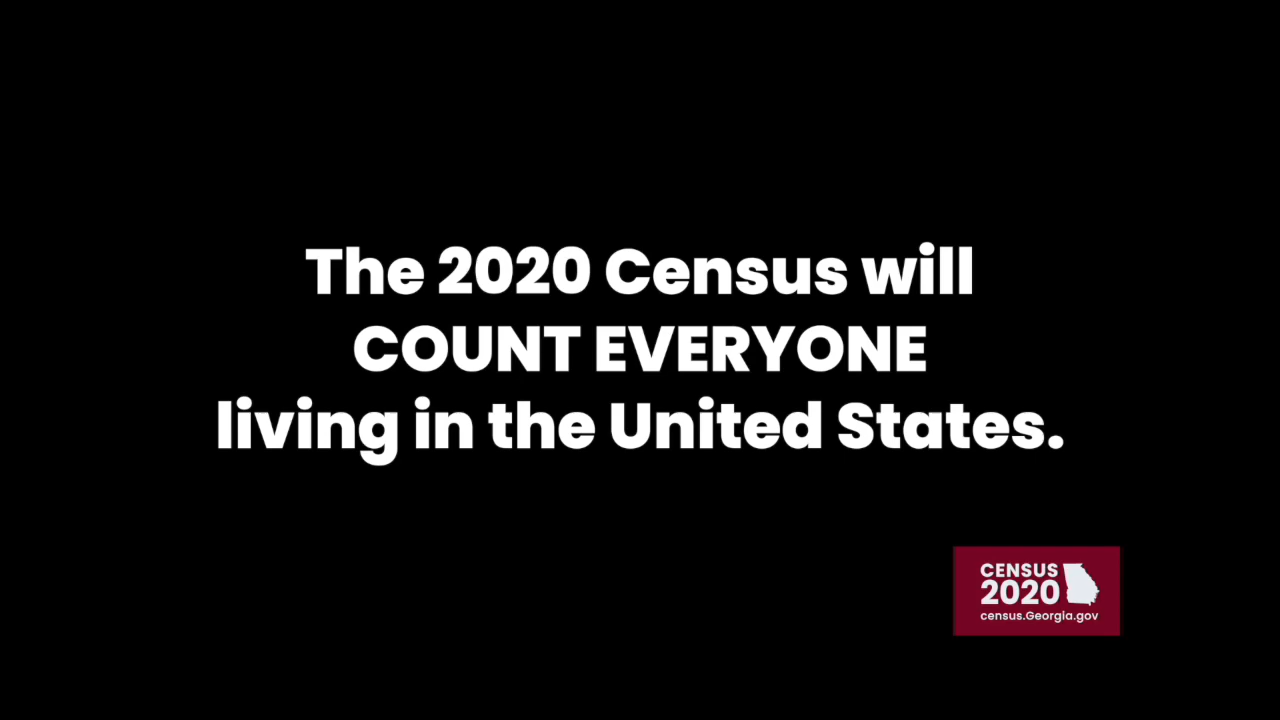 The 2020 Census will
COUNT EVERYONE
living in the United States.
CENSUS
2020
census.Georgia.gov